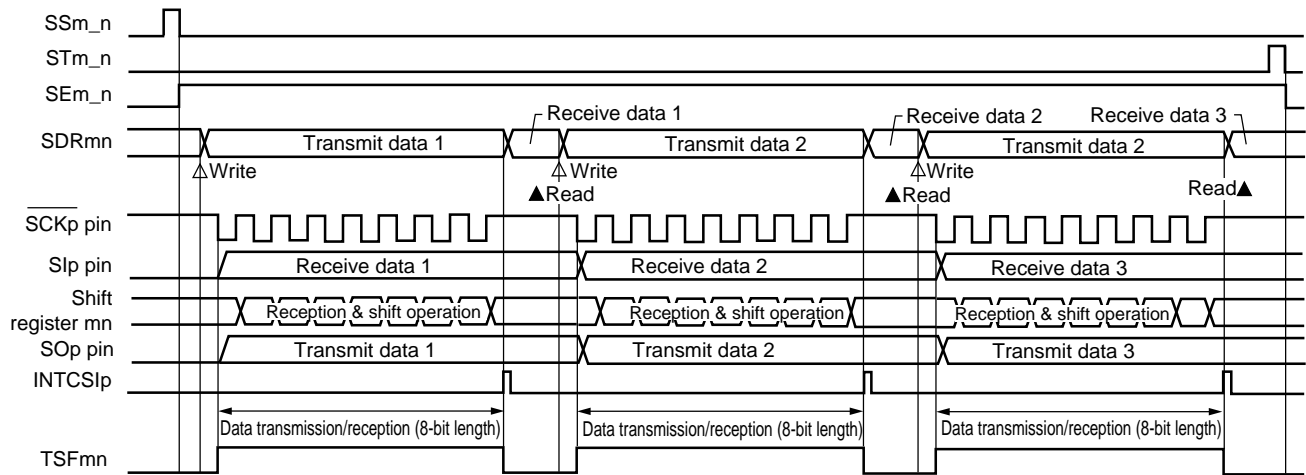 SSm_n
STm_n
SEm_n
Receive data 1
Receive data 2
Receive data 3
SDRmn
Transmit data 1
Transmit data 2
Transmit data 2
△Write
△Write
△Write
▲Read
▲Read
Read▲
SCKp pin
SIp pin
Receive data 1
Receive data 2
Receive data 3
Shift
register mn
Reception & shift operation
Reception & shift operation
Reception & shift operation
SOp pin
Transmit data 1
Transmit data 2
Transmit data 3
INTCSIp
Data transmission/reception (8-bit length)
Data transmission/reception (8-bit length)
Data transmission/reception (8-bit length)
TSFmn